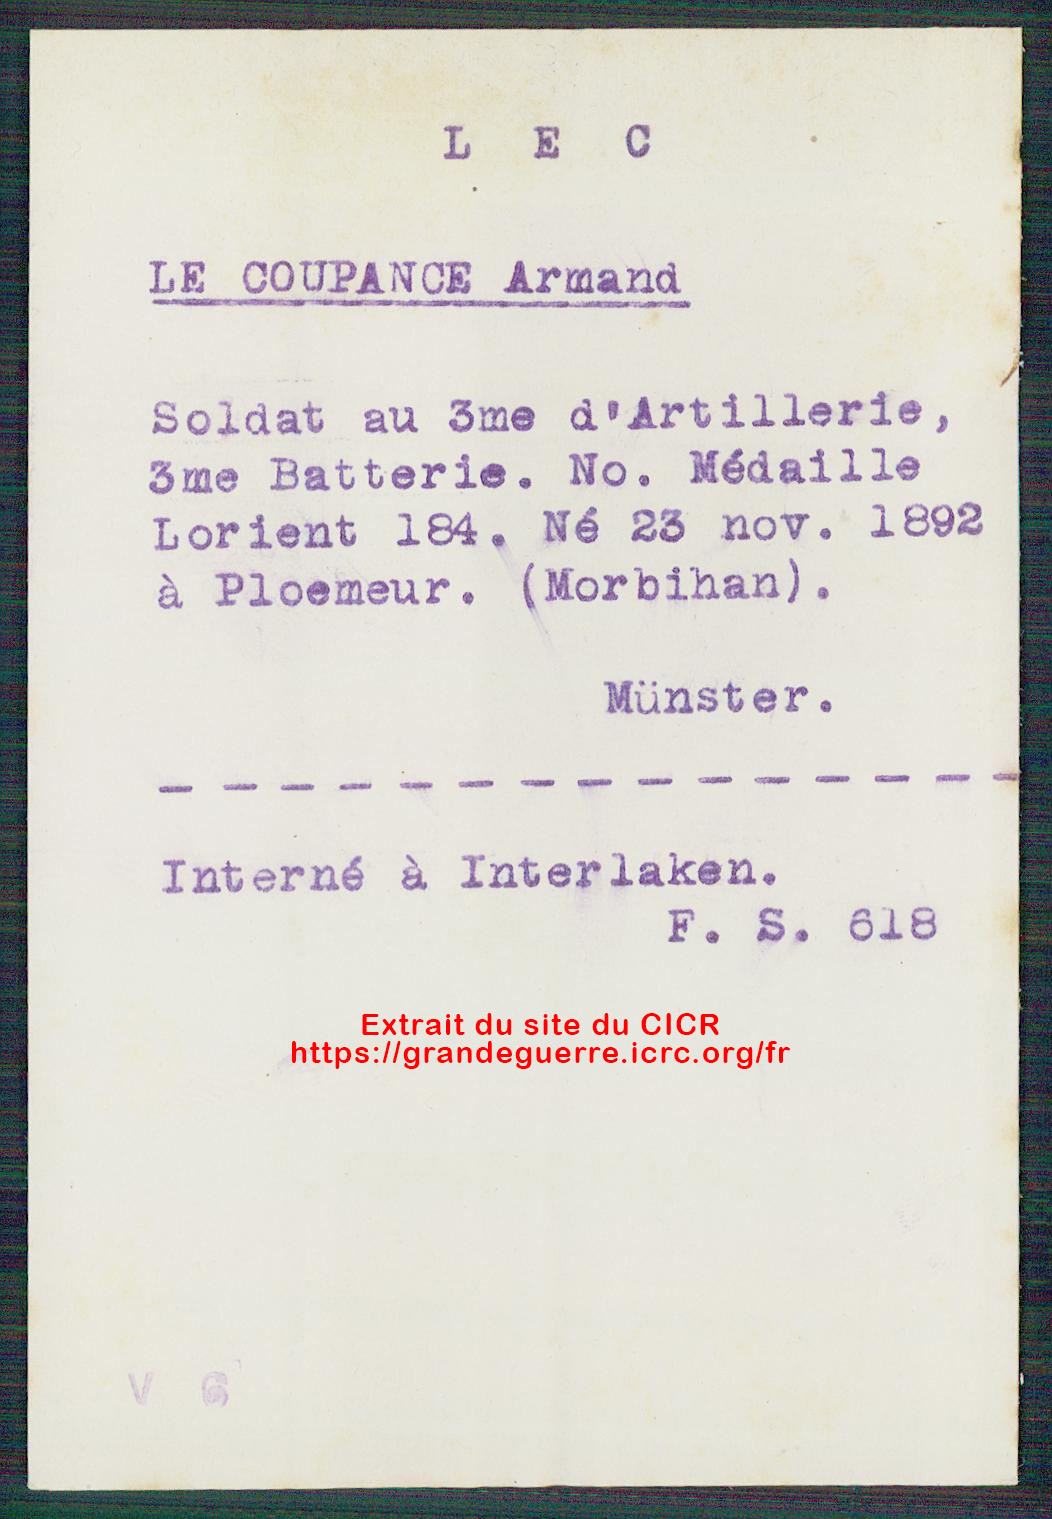 L E C
LE COUPANCE Armand
Soldat au 3me d'Artillerie,
3me Batterie. No. Médaille
Lorient 184. Né 23 nov. 1892
à Ploemeur. (Morbihan).
Münster.
- - - - - - - - - - - - - - -
Interné à Interlaken.
F. S. 618
Extrait du site du CICR
https://grandeguerre.icrc.org/fr
V 6